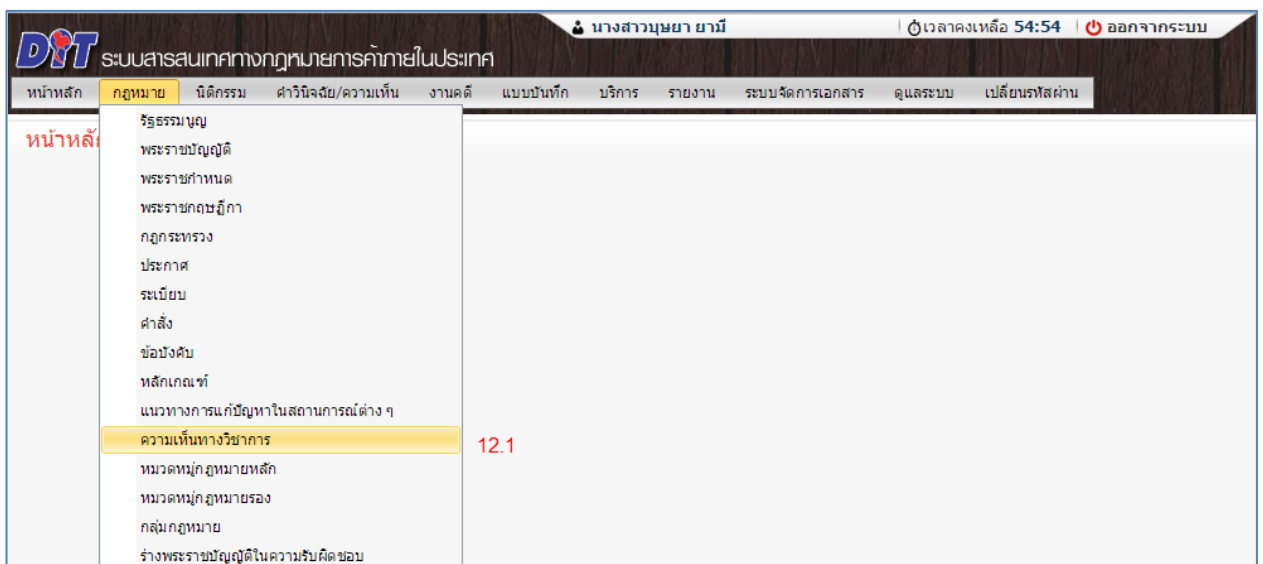 นางสาวบุษยา ยามี เวลาคงเหลือ 54:54 ออกจากระบบ
DIT ระบบสารสนเทศทางกฎหมายการค้าภายในประเทศ
หน้าหลัก กฎหมาย นิติกรรม คำวินิจฉัย/ความเห็น งานคดี แบบบันทึก บริการ รายงาน ระบบจัดการเอกสาร ดูแลระบบ เปลี่ยนรหัสผ่าน
รัฐธรรมนูญ
หน้าหลัก
พระราชบัญญัติ
พระราชกำหนด
พระราชกฤษฎีกา
กฎกระทรวง
ประกาศ
ระเบียบ
คำสั่ง
ข้อบังคับ
หลักเกณฑ์
แนวทางการแก้ปัญหาในสถานการณ์ต่าง ๆ
ความเห็นทางวิชาการ 12.1
หมวดหมู่กฎหมายหลัก
หมวดหมู่กฎหมายรอง
กลุ่มกฎหมาย
ร่างพระราชบัญญัติในความรับผิดชอบ